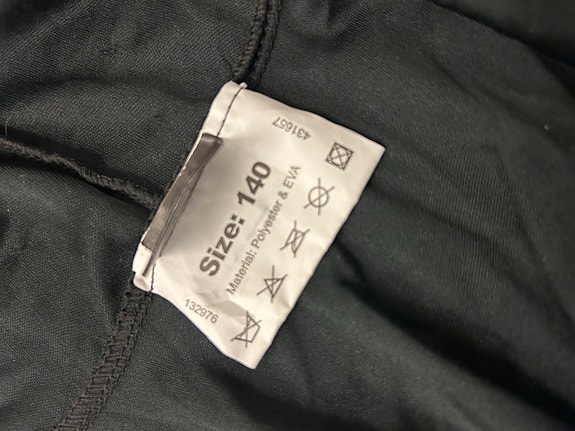 Size: 140
Material: Polyester & EVA
132976
431657